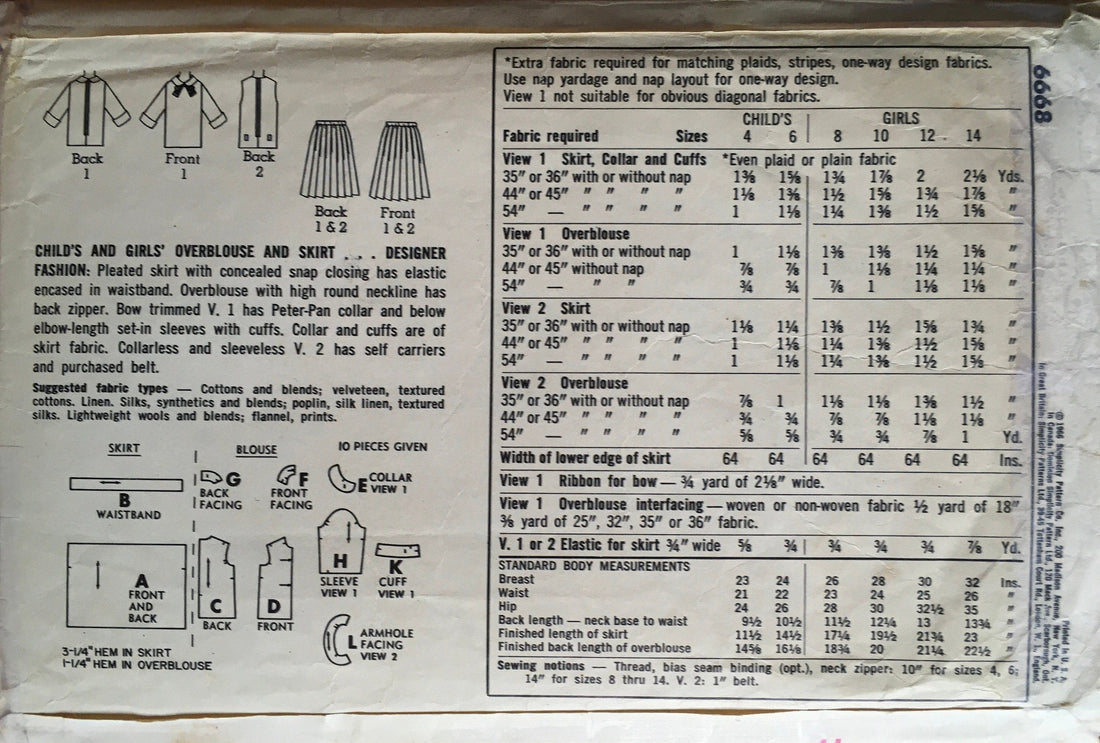 Back
1
Front
1
Back
2
Back
1 & 2
Front
1 & 2
CHILD'S AND GIRLS' OVERBLOUSE AND SKIRT . . . DESIGNER
FASHION: Pleated skirt with concealed snap closing has elastic
encased in waistband. Overblouse with high round neckline has
back zipper. Bow trimmed V. 1 has Peter-Pan collar and below
elbow-length set-in sleeves with cuffs. Collar and cuffs are of
skirt fabric. Collarless and sleeveless V. 2 has self carriers
and purchased belt.
Suggested fabric types — Cottons and blends; velveteen, textured
cottons. Linen. Silks, synthetics and blends; poplin, silk linen, textured
silks. Lightweight wools and blends; flannel, prints.
SKIRT
BLOUSE
10 PIECES GIVEN
B
WAISTBAND
G
BACK
FACING
F
FRONT
FACING
E
COLLAR
VIEW 1
A
FRONT
AND
BACK
C
BACK
D
FRONT
H
SLEEVE
VIEW 1
K
CUFF
VIEW 1
L
ARMHOLE
FACING
VIEW 2
3-1/4" HEM IN SKIRT
1-1/4" HEM IN OVERBLOUSE
*Extra fabric required for matching plaids, stripes, one-way design fabrics.
Use nap yardage and nap layout for one-way design.
View 1 not suitable for obvious diagonal fabrics.
CHILD'S GIRLS
Fabric required Sizes 4 6 8 10 12 14
View 1 Skirt, Collar and Cuffs *Even plaid or plain fabric
35" or 36" with or without nap 1⅜ 1⅝ 1¾ 1⅞ 2 2⅛ Yds.
44" or 45" " " " " 1⅛ 1⅜ 1½ 1⅝ 1¾ 1⅞ "
54" — " " " " 1 1⅛ 1¼ 1⅜ 1½ 1⅝ "
View 1 Overblouse
35" or 36" with or without nap 1 1⅛ 1⅜ 1⅜ 1½ 1⅝ "
44" or 45" without nap ⅞ ⅞ 1 1⅛ 1¼ 1¼ "
54" — " " ¾ ¾ ⅞ 1 1⅛ 1⅛ "
View 2 Skirt
35" or 36" with or without nap 1⅛ 1¼ 1⅜ 1½ 1⅝ 1¾ "
44" or 45" " " " " 1 1⅛ 1¼ 1⅜ 1½ 1⅝ "
54" — " " " " 1 1⅛ 1¼ 1⅜ 1½ 1⅝ "
View 2 Overblouse
35" or 36" with or without nap ⅞ 1 1⅛ 1⅛ 1⅜ 1½ "
44" or 45" " " " " ¾ ¾ ⅞ ⅞ 1⅛ 1⅛ "
54" — " " " " ⅝ ⅝ ¾ ¾ ⅞ 1 Yd.
Width of lower edge of skirt 64 64 64 64 64 64 Ins.
View 1 Ribbon for bow — ¾ yard of 2⅛" wide.
View 1 Overblouse interfacing — woven or non-woven fabric ½ yard of 18"
⅜ yard of 25", 32", 35" or 36" fabric.
V. 1 or 2 Elastic for skirt ¾" wide ⅝ ¾ ¾ ¾ ¾ ⅞ Yd.
STANDARD BODY MEASUREMENTS
Breast 23 24 26 28 30 32 Ins.
Waist 21 22 23 24 25 26 "
Hip 24 26 28 30 32½ 35 "
Back length — neck base to waist 9½ 10½ 11½ 12¼ 13 13¾ "
Finished length of skirt 11½ 14½ 17¼ 19½ 21¾ 23 "
Finished back length of overblouse 14⅝ 16⅛ 18¾ 20 21¼ 22½ "
Sewing notions — Thread, bias seam binding (opt.), neck zipper: 10" for sizes 4, 6;
14" for sizes 8 thru 14. V. 2: 1" belt.
6668
© 1966 Simplicity Pattern Co. Inc., 200 Madison Avenue, New York, N. Y.
Printed in U. S. A.